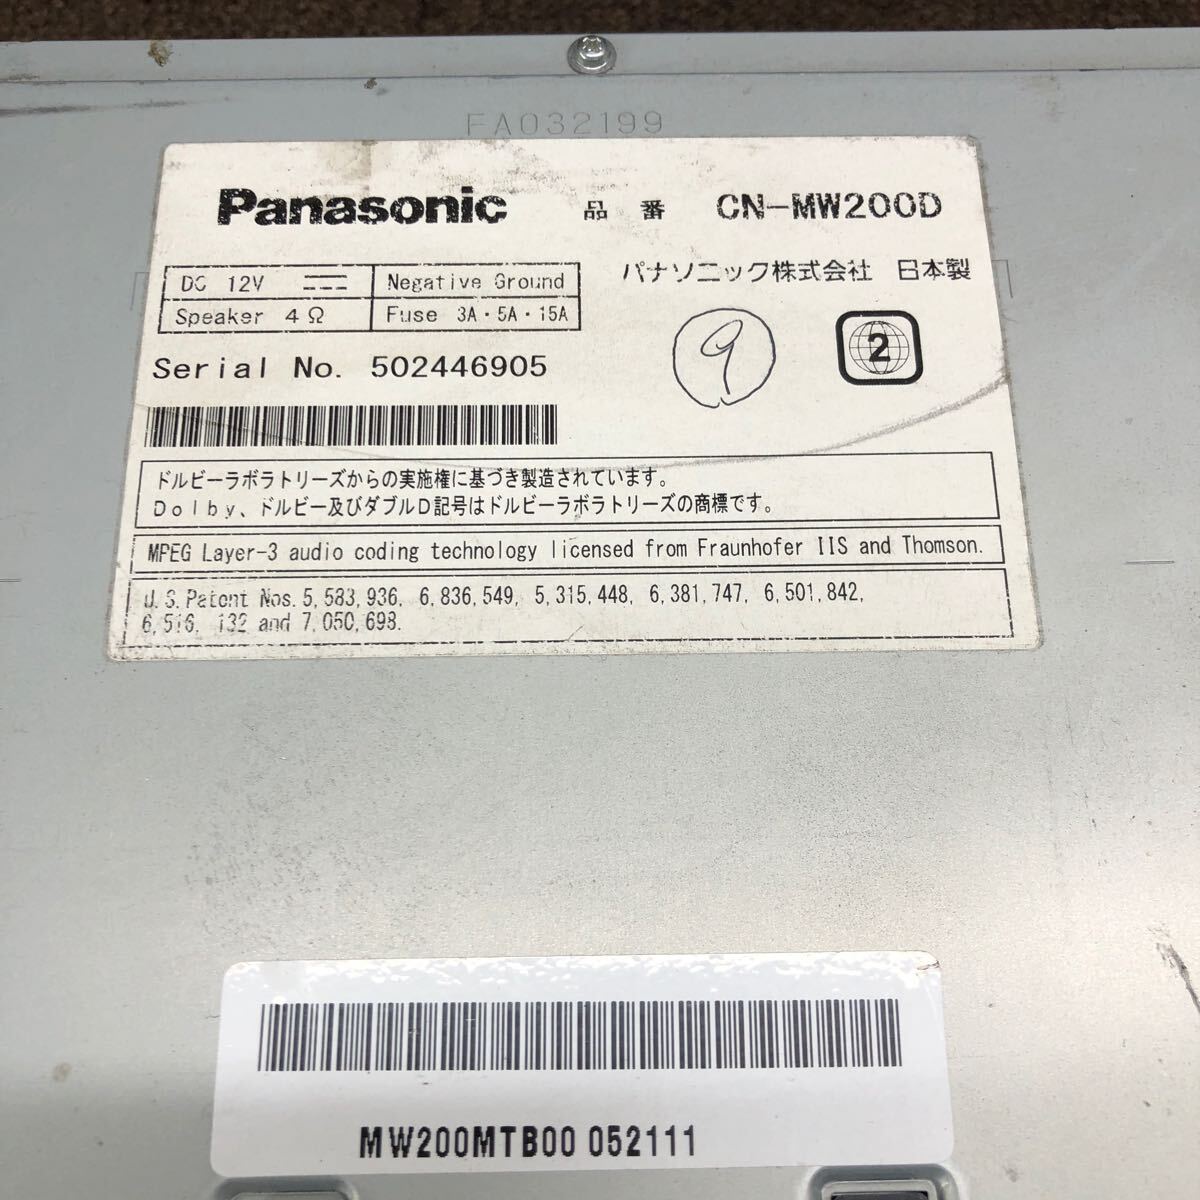 FA032199
Panasonic 品番 CN-MW200D
DC 12V
Negative Ground
Speaker 4Ω
Fuse 3A・5A・15A
パナソニック株式会社 日本製
9
2
Serial No. 502446905
ドルビーラボラトリーズからの実施権に基づき製造されています。
Dolby、ドルビー及びダブルD記号はドルビーラボラトリーズの商標です。
MPEG Layer-3 audio coding technology licensed from Fraunhofer IIS and Thomson.
U.S.Patent Nos.5,583,936, 6,836,549, 5,315,448, 6,381,747, 6,501,842,
6,516, 132 and 7,050,698.
MW200MTB00 052111